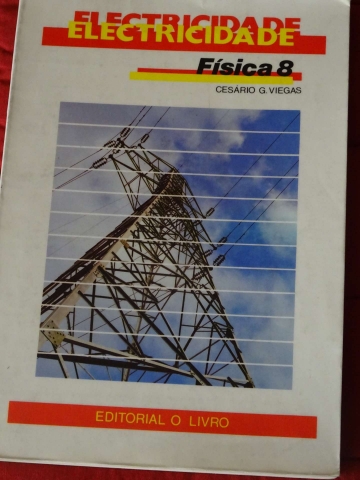 ELECTRICIDADE
ELECTRICIDADE
Física 8
CESÁRIO G. VIEGAS
EDITORIAL O LIVRO